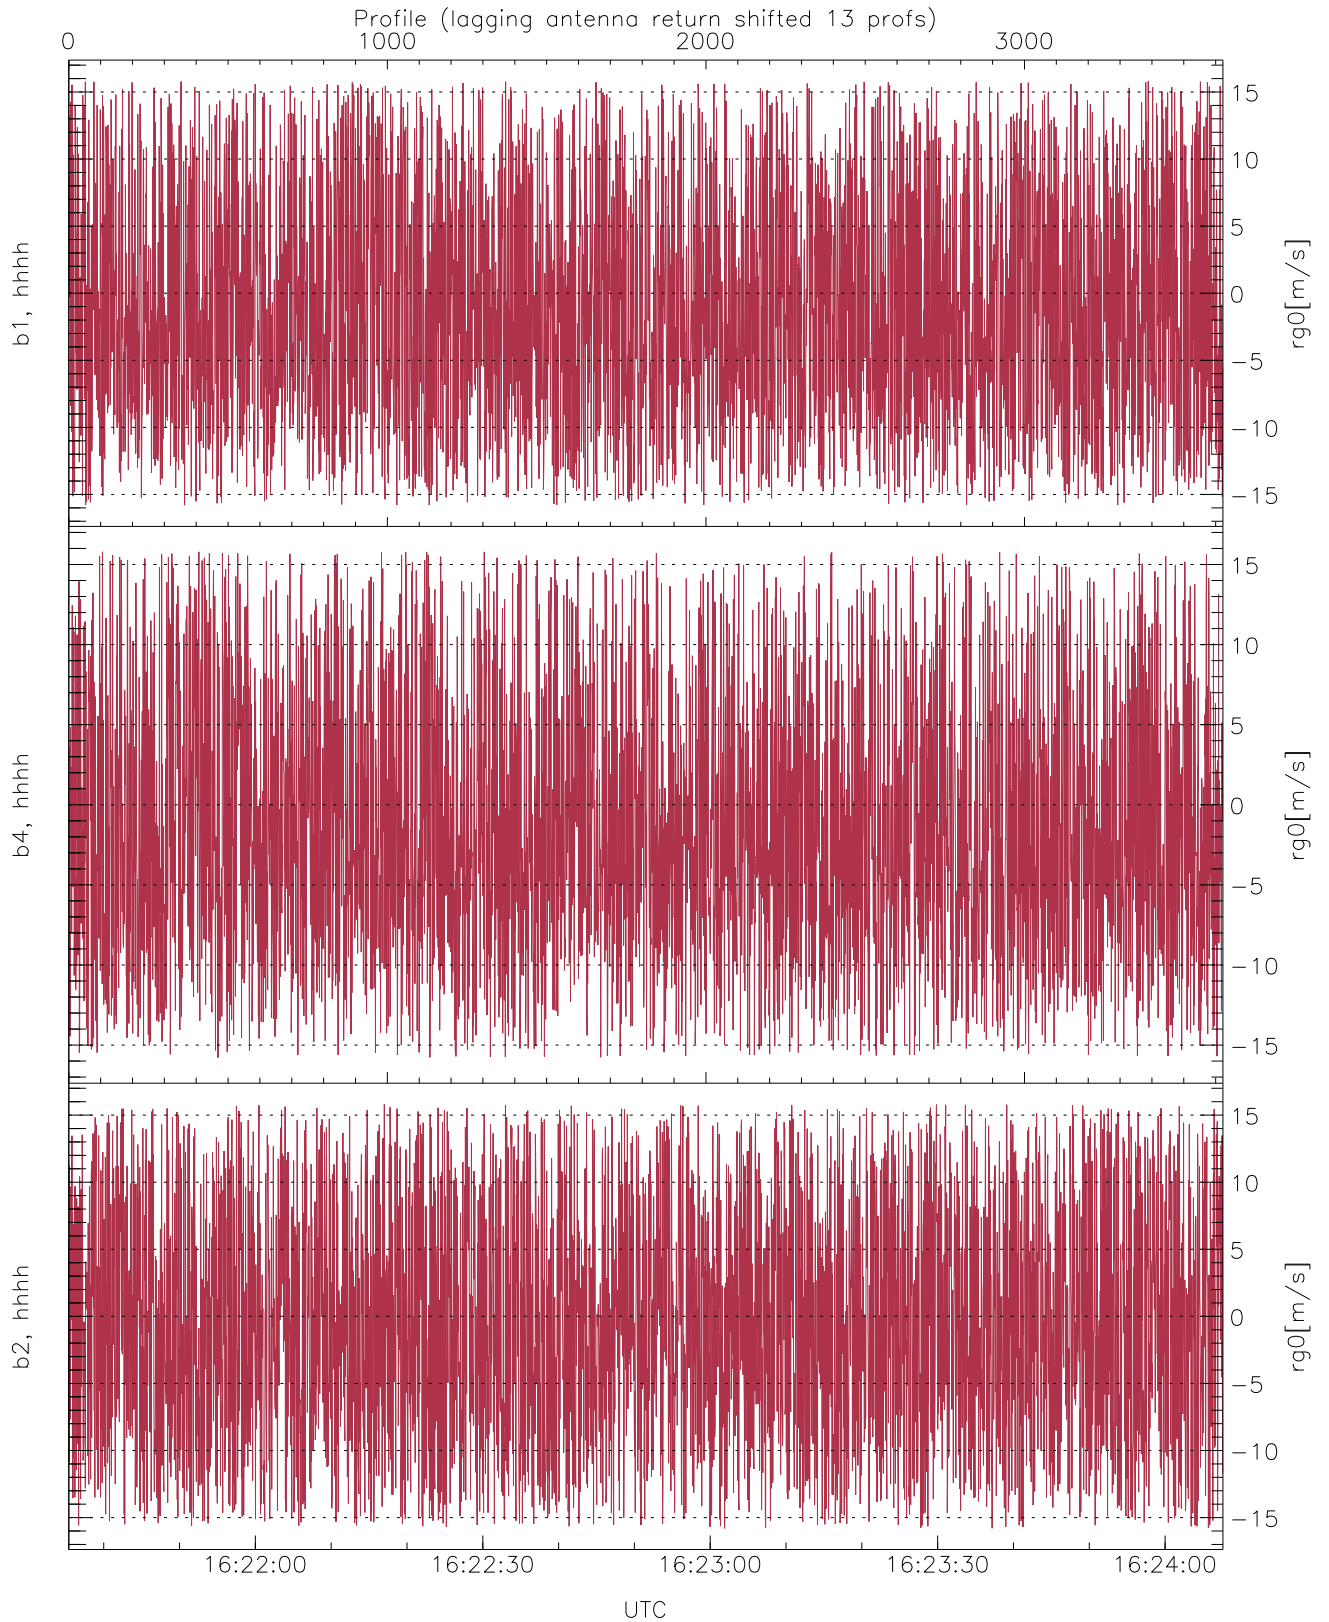 Profile (lagging antenna return shifted 13 profs)
0 1000 2000 3000
b1, hhhh
15
10
5
0
-5
-10
-15
rg0[m/s]
b4, hhhh
15
10
5
0
-5
-10
-15
rg0[m/s]
b2, hhhh
15
10
5
0
-5
-10
-15
rg0[m/s]
16:22:00 16:22:30 16:23:00 16:23:30 16:24:00
UTC